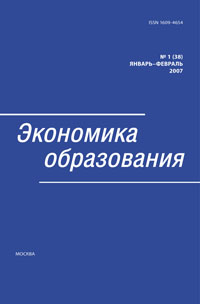 ISSN 1609-4654
№ 1 (38)
ЯНВАРЬ–ФЕВРАЛЬ
2007
Экономика
образования
МОСКВА